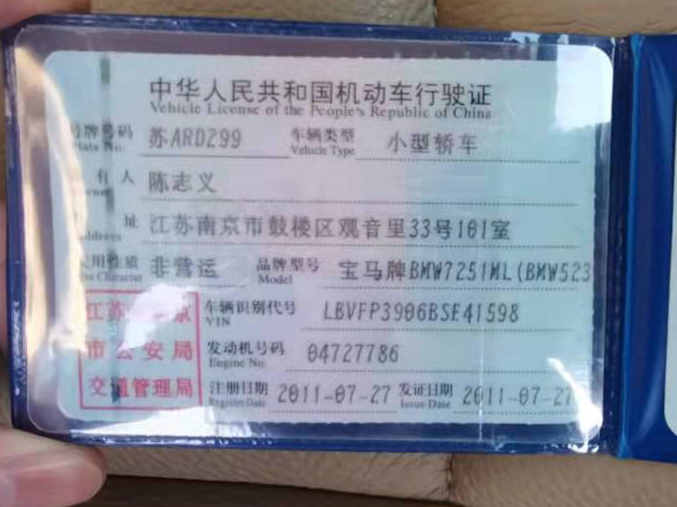 中华人民共和国机动车行驶证
Vehicle License of the People's Republic of China
号牌号码 苏ARD299 车辆类型 小型轿车
Plate No. Vehicle Type
有人 陈志义
址 江苏南京市鼓楼区观音里33号101室
Address
使用性质 非营运 品牌型号 宝马牌BMW7251ML(BMW523
Use Character Model
车辆识别代号 LBVFP3906BSE41598
VIN
发动机号码 04727786
Engine No.
注册日期 2011-07-27 发证日期 2011-07-27
Register Date Issue Date
江苏
市公安局
交通管理局